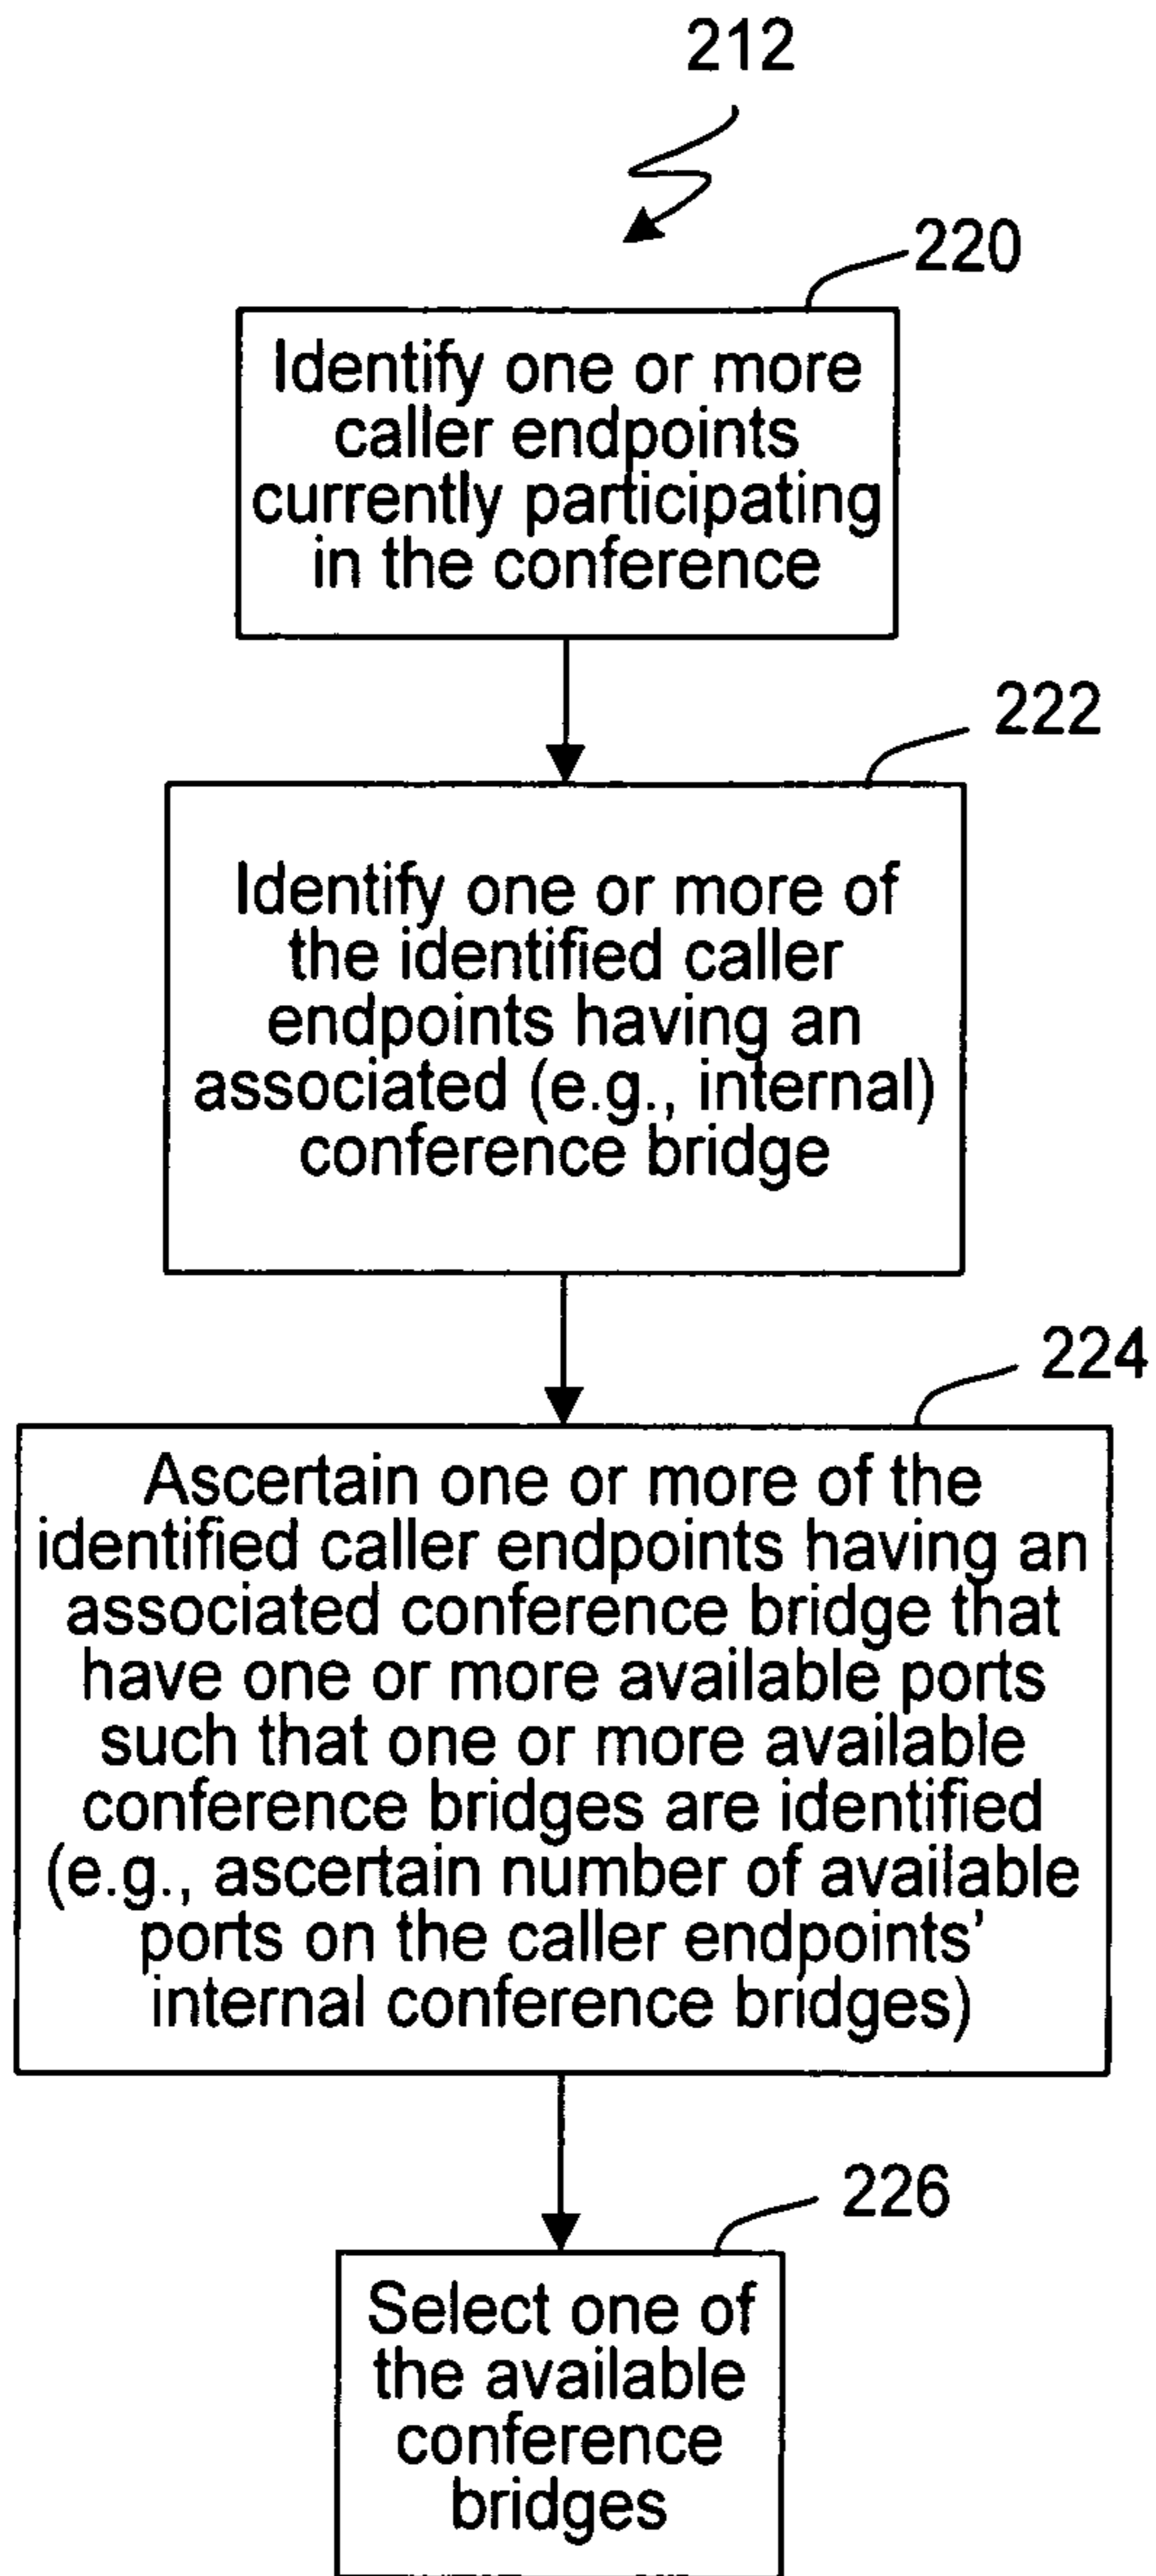 212
220
Identify one or more
caller endpoints
currently participating
in the conference
222
Identify one or more of
the identified caller
endpoints having an
associated (e.g., internal)
conference bridge
224
Ascertain one or more of the
identified caller endpoints having an
associated conference bridge that
have one or more available ports
such that one or more available
conference bridges are identified
(e.g., ascertain number of available
ports on the caller endpoints’
internal conference bridges)
226
Select one of
the available
conference
bridges